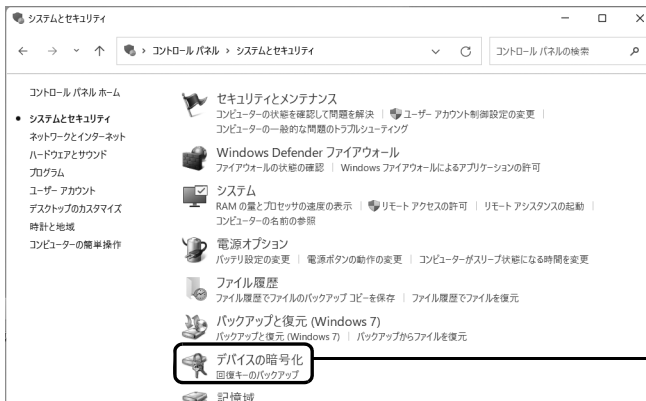 システムとセキュリティ
コントロール パネル › システムとセキュリティ
コントロール パネルの検索
コントロール パネル ホーム
システムとセキュリティ
ネットワークとインターネット
ハードウェアとサウンド
プログラム
ユーザー アカウント
デスクトップのカスタマイズ
時計と地域
コンピューターの簡単操作
セキュリティとメンテナンス
コンピューターの状態を確認して問題を解決 | ユーザー アカウント制御設定の変更 |
コンピューターの一般的な問題のトラブルシューティング
Windows Defender ファイアウォール
ファイアウォールの状態の確認 | Windows ファイアウォールによるアプリケーションの許可
システム
RAM の量とプロセッサの速度の表示 | リモート アクセスの許可 | リモート アシスタンスの起動 |
コンピューターの名前の参照
電源オプション
バッテリ設定の変更 | 電源ボタンの動作の変更 | コンピューターがスリープ状態になる時間を変更
ファイル履歴
ファイル履歴でファイルのバックアップ コピーを保存 | ファイル履歴でファイルを復元
バックアップと復元 (Windows 7)
バックアップと復元 (Windows 7) | バックアップからファイルを復元
デバイスの暗号化
回復キーのバックアップ
記憶域